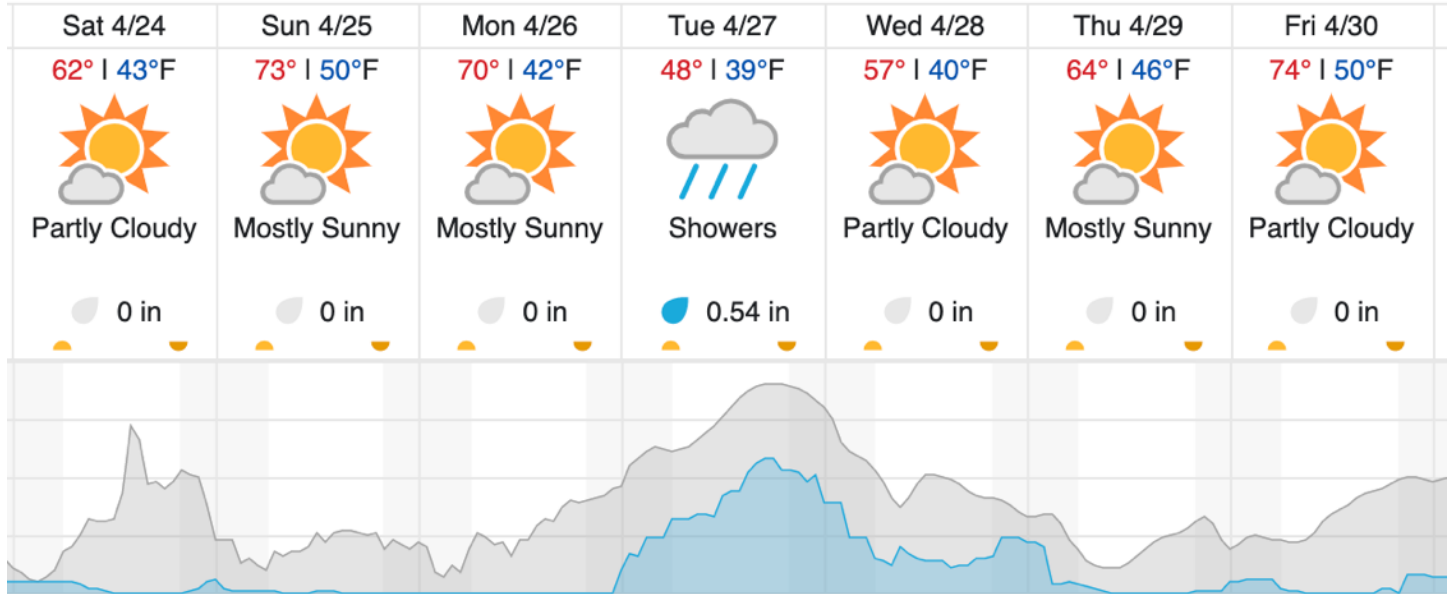 Sat 4/24 Sun 4/25 Mon 4/26 Tue 4/27 Wed 4/28 Thu 4/29 Fri 4/30
62° | 43°F 73° | 50°F 70° | 42°F 48° | 39°F 57° | 40°F 64° | 46°F 74° | 50°F
Partly Cloudy Mostly Sunny Mostly Sunny Showers Partly Cloudy Mostly Sunny Partly Cloudy
0 in 0 in 0 in 0.54 in 0 in 0 in 0 in